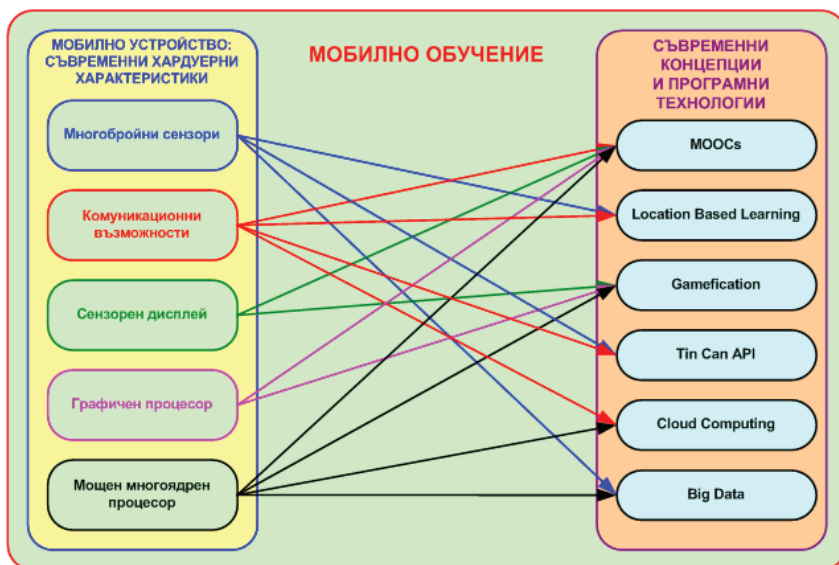 МОБИЛНО УСТРОЙСТВО:
СЪВРЕМЕННИ ХАРДУЕРНИ
ХАРАКТЕРИСТИКИ
Многобройни сензори
Комуникационни
възможности
Сензорен дисплей
Графичен процесор
Мощен многоядрен
процесор
МОБИЛНО ОБУЧЕНИЕ
СЪВРЕМЕННИ
КОНЦЕПЦИИ
И ПРОГРАМНИ
ТЕХНОЛОГИИ
MOOCs
Location Based Learning
Gamefication
Tin Can API
Cloud Computing
Big Data